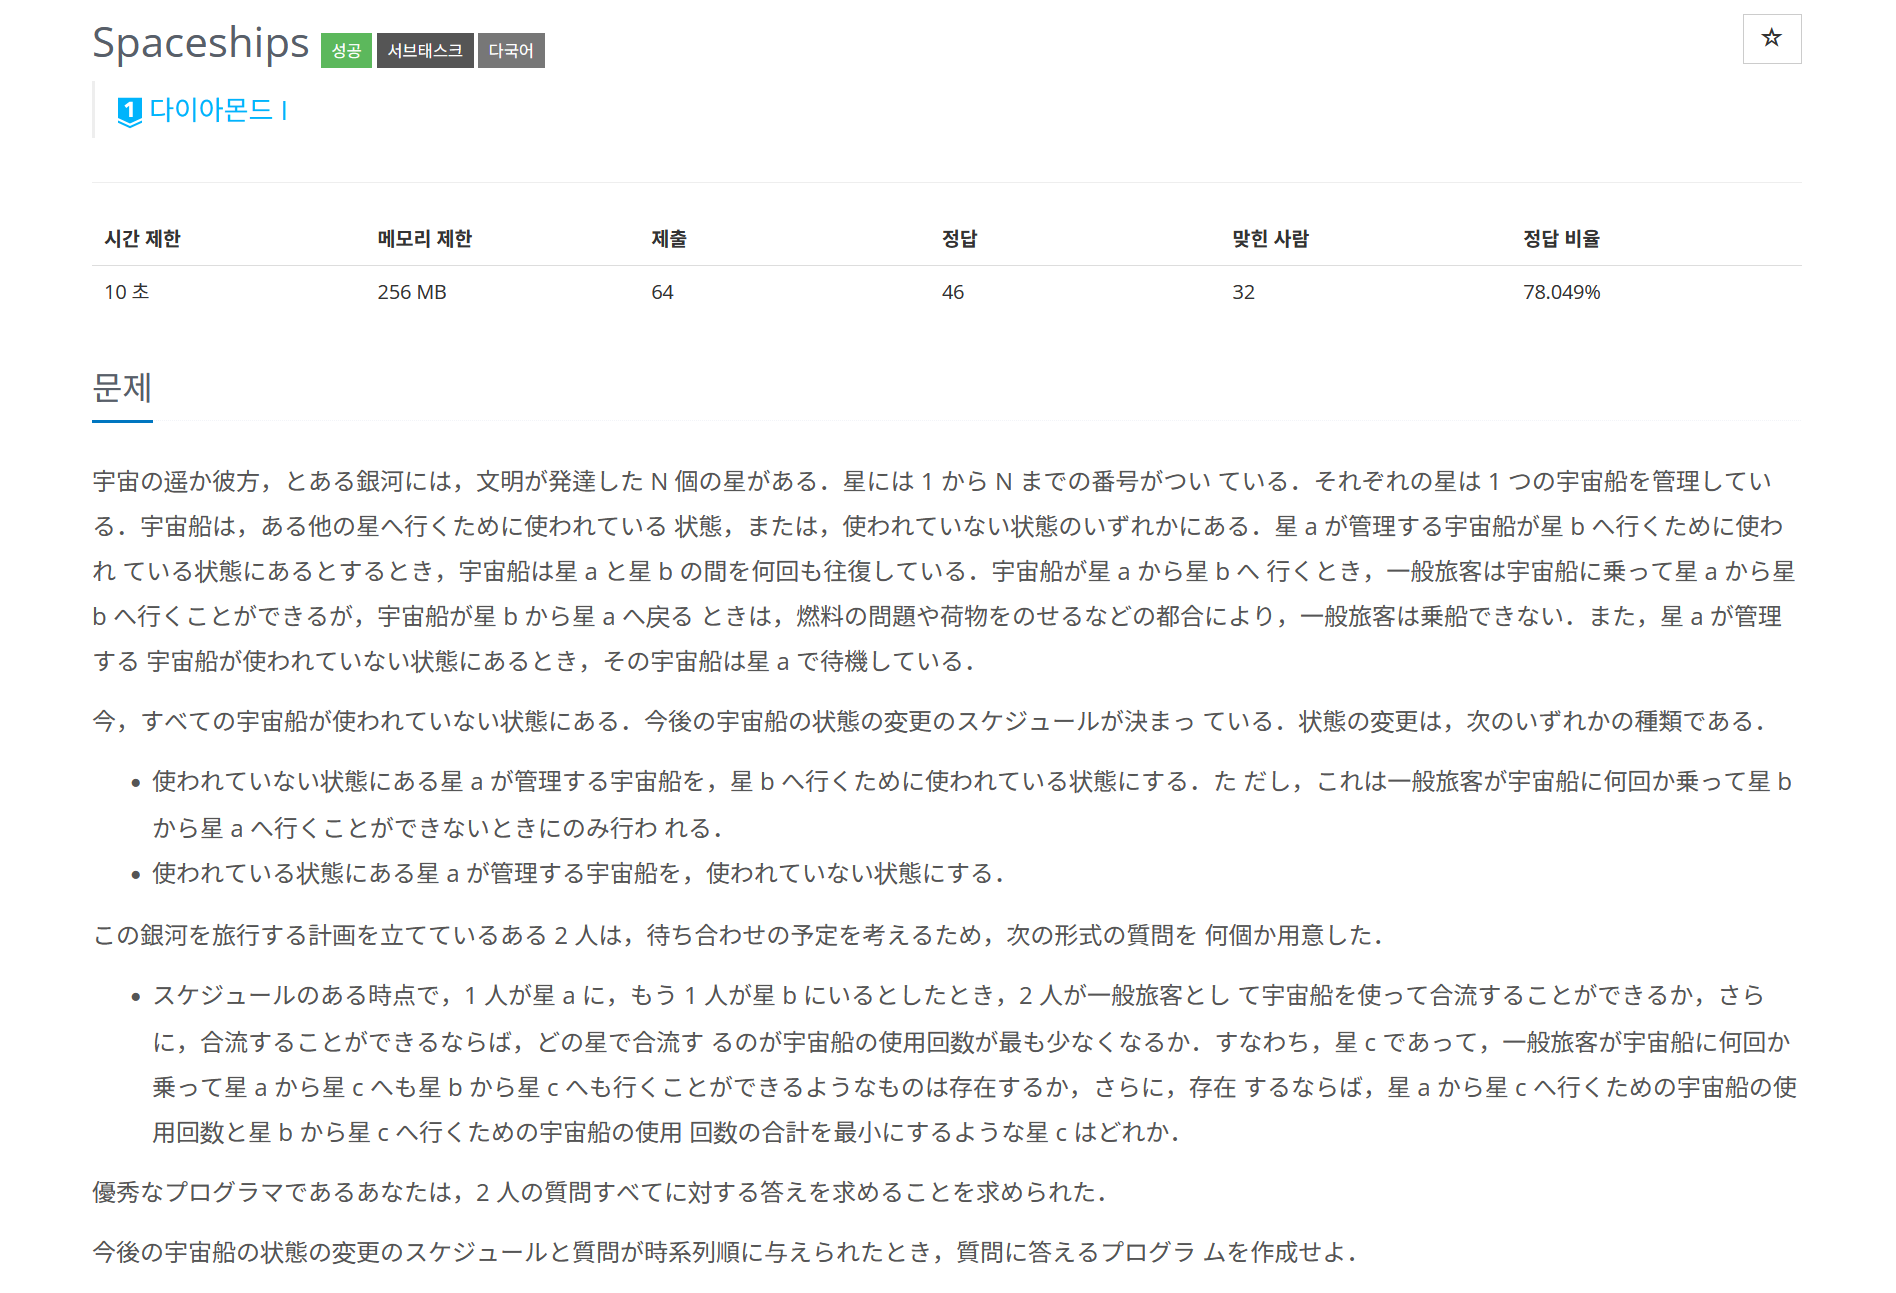 Spaceships 성공 서브태스크 다국어
☆
1 다이아몬드 I
시간 제한 메모리 제한 제출 정답 맞힌 사람 정답 비율
10 초 256 MB 64 46 32 78.049%
문제
宇宙の遥か彼方，とある銀河には，文明が発達した N 個の星がある．星には 1 から N までの番号がつい ている．それぞれの星は 1 つの宇宙船を管理してい
る．宇宙船は，ある他の星へ行くために使われている 状態，または，使われていない状態のいずれかにある．星 a が管理する宇宙船が星 b へ行くために使わ
れ ている状態にあるとするとき，宇宙船は星 a と星 b の間を何回も往復している．宇宙船が星 a から星 b へ 行くとき，一般旅客は宇宙船に乗って星 a から星
b へ行くことができるが，宇宙船が星 b から星 a へ戻る ときは，燃料の問題や荷物をのせるなどの都合により，一般旅客は乗船できない．また，星 a が管理
する 宇宙船が使われていない状態にあるとき，その宇宙船は星 a で待機している．
今，すべての宇宙船が使われていない状態にある．今後の宇宙船の状態の変更のスケジュールが決まっ ている．状態の変更は，次のいずれかの種類である．
• 使われていない状態にある星 a が管理する宇宙船を，星 b へ行くために使われている状態にする．た だし，これは一般旅客が宇宙船に何回か乗って星 b
から星 a へ行くことができないときにのみ行わ れる．
• 使われている状態にある星 a が管理する宇宙船を，使われていない状態にする．
この銀河を旅行する計画を立てているある 2 人は，待ち合わせの予定を考えるため，次の形式の質問を 何個か用意した．
• スケジュールのある時点で，1 人が星 a に，もう 1 人が星 b にいるとしたとき，2 人が一般旅客とし て宇宙船を使って合流することができるか，さら
に，合流することができるならば，どの星で合流す るのが宇宙船の使用回数が最も少なくなるか．すなわち，星 c であって，一般旅客が宇宙船に何回か
乗って星 a から星 c へも星 b から星 c へも行くことができるようなものは存在するか，さらに，存在 するならば，星 a から星 c へ行くための宇宙船の使
用回数と星 b から星 c へ行くための宇宙船の使用 回数の合計を最小にするような星 c はどれか．
優秀なプログラマであるあなたは，2 人の質問すべてに対する答えを求めることを求められた．
今後の宇宙船の状態の変更のスケジュールと質問が時系列順に与えられたとき，質問に答えるプログラ ムを作成せよ．